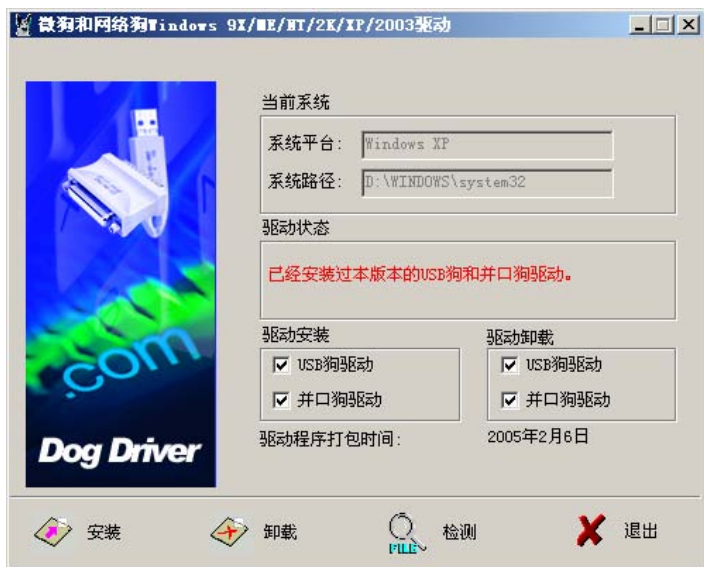 微狗和网络狗Windows 9X/ME/NT/2K/XP/2003驱动
当前系统
系统平台: Windows XP
系统路径: D:\WINDOWS\system32
驱动状态
已经安装过本版本的USB狗和并口狗驱动。
驱动安装
USB狗驱动
并口狗驱动
驱动卸载
USB狗驱动
并口狗驱动
驱动程序打包时间: 2005年2月6日
.com
Dog Driver
安装
卸载
FILE
检测
退出